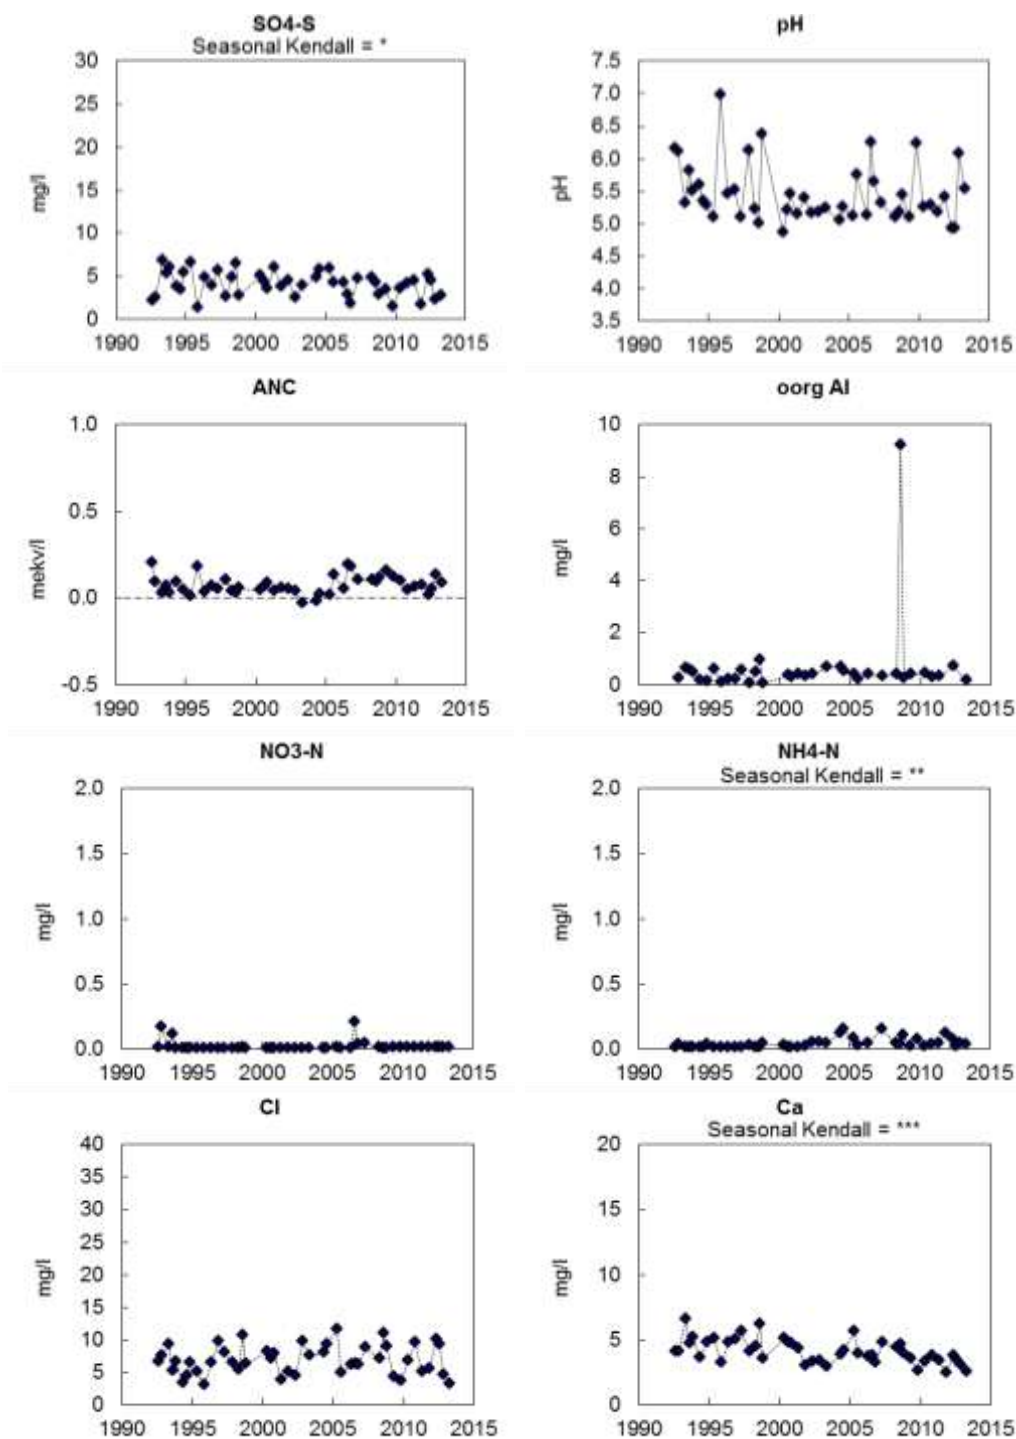 SO4-S
Seasonal Kendall = *
30
25
20
15
10
5
0
mg/l
1990 1995 2000 2005 2010 2015
pH
7.5
7.0
6.5
6.0
5.5
5.0
4.5
4.0
3.5
pH
1990 1995 2000 2005 2010 2015
ANC
1.0
0.5
0.0
-0.5
mekv/l
1990 1995 2000 2005 2010 2015
oorg Al
10
8
6
4
2
0
mg/l
1990 1995 2000 2005 2010 2015
NO3-N
2.0
1.5
1.0
0.5
0.0
mg/l
1990 1995 2000 2005 2010 2015
NH4-N
Seasonal Kendall = **
2.0
1.5
1.0
0.5
0.0
mg/l
1990 1995 2000 2005 2010 2015
Cl
40
35
30
25
20
15
10
5
0
mg/l
1990 1995 2000 2005 2010 2015
Ca
Seasonal Kendall = ***
20
15
10
5
0
mg/l
1990 1995 2000 2005 2010 2015